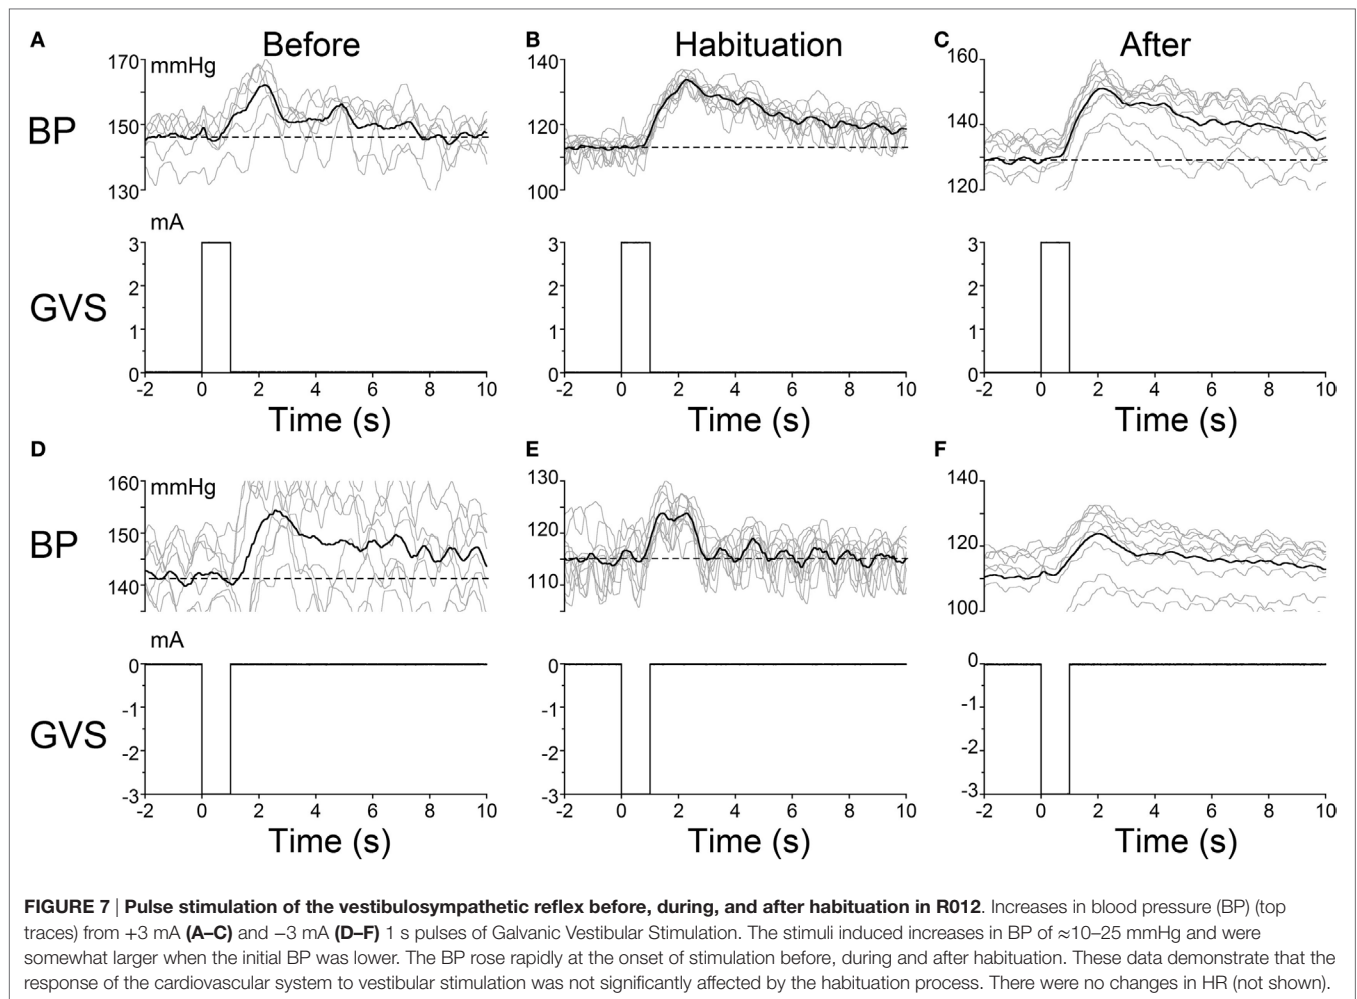 A Before B Habituation C After
170 mmHg 140 160
BP 150 120 140
130 100 120
mA
3 3 3
GVS 2 2 2
1 1 1
0 0 0
-2 0 2 4 6 8 10 -2 0 2 4 6 8 10 -2 0 2 4 6 8 10
Time (s) Time (s) Time (s)
D E F
160 mmHg 130 140
BP 150 120 120
140 110 100
mA
0 0 0
-1 -1 -1
GVS -2 -2 -2
-3 -3 -3
-2 0 2 4 6 8 10 -2 0 2 4 6 8 10 -2 0 2 4 6 8 10
Time (s) Time (s) Time (s)
FIGURE 7 | Pulse stimulation of the vestibulosympathetic reflex before, during, and after habituation in R012. Increases in blood pressure (BP) (top
traces) from +3 mA (A–C) and −3 mA (D–F) 1 s pulses of Galvanic Vestibular Stimulation. The stimuli induced increases in BP of ≈10–25 mmHg and were
somewhat larger when the initial BP was lower. The BP rose rapidly at the onset of stimulation before, during and after habituation. These data demonstrate that the
response of the cardiovascular system to vestibular stimulation was not significantly affected by the habituation process. There were no changes in HR (not shown).